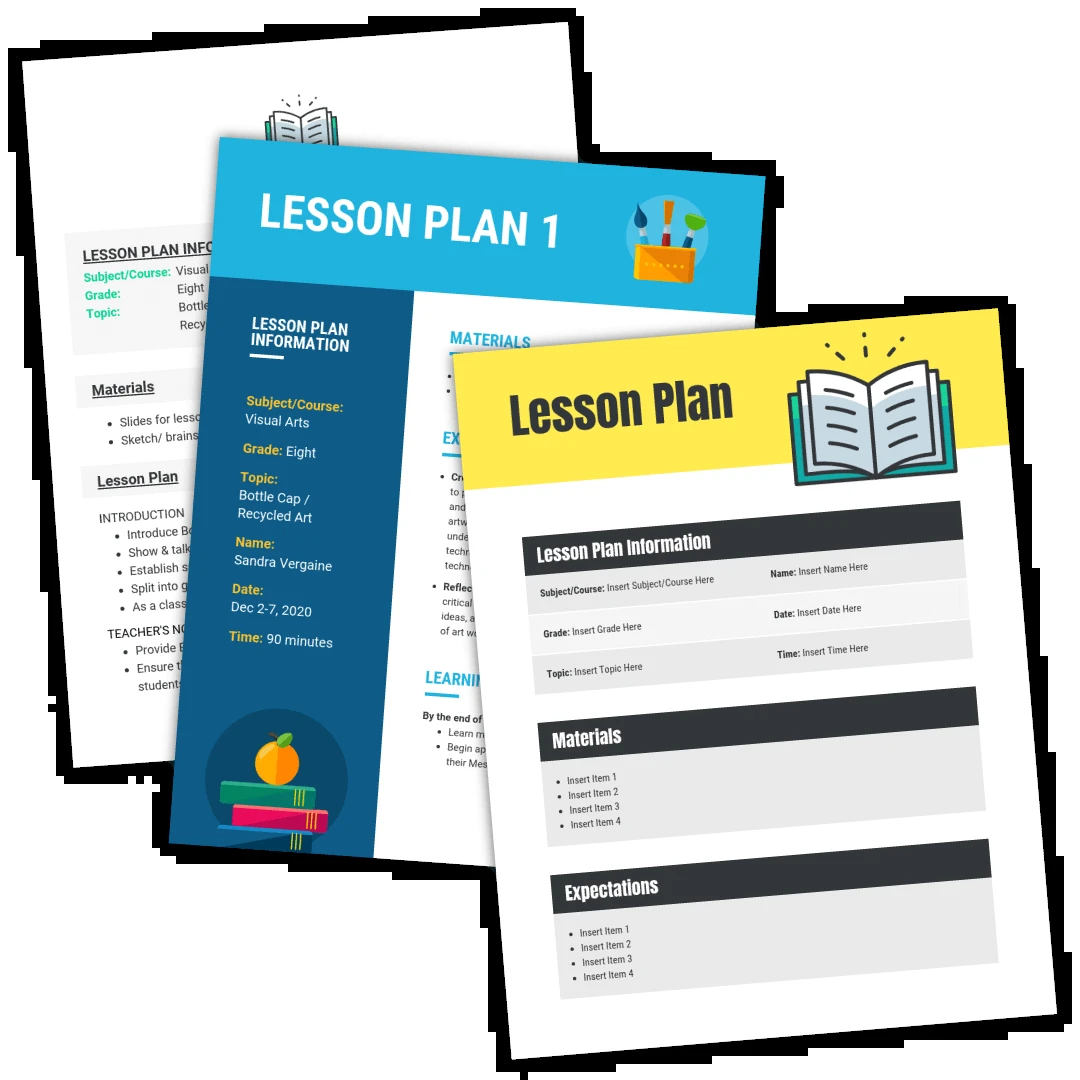 LESSON PLAN INFO
Subject/Course: Visual
Grade: Eight
Topic: Bottle
Recy
Materials
Slides for lesso
Sketch/ brains
Lesson Plan
INTRODUCTION
Introduce Bo
Show & talk
Establish s
Split into g
As a class
TEACHER'S NO
Provide
Ensure t
students
LESSON PLAN 1
LESSON PLAN
INFORMATION
Subject/Course:
Visual Arts
Grade: Eight
Topic:
Bottle Cap /
Recycled Art
Name:
Sandra Vergaine
Date:
Dec 2-7, 2020
Time: 90 minutes
MATERIALS
EX
Cre
to p
and
artw
unde
techn
techn
Reflec
critical
ideas, a
of art wo
LEARNIN
By the end of
Learn m
Begin ap
their Mes
Lesson Plan
Lesson Plan Information
Subject/Course: Insert Subject/Course Here
Name: Insert Name Here
Grade: Insert Grade Here
Date: Insert Date Here
Topic: Insert Topic Here
Time: Insert Time Here
Materials
Insert Item 1
Insert Item 2
Insert Item 3
Insert Item 4
Expectations
Insert Item 1
Insert Item 2
Insert Item 3
Insert Item 4